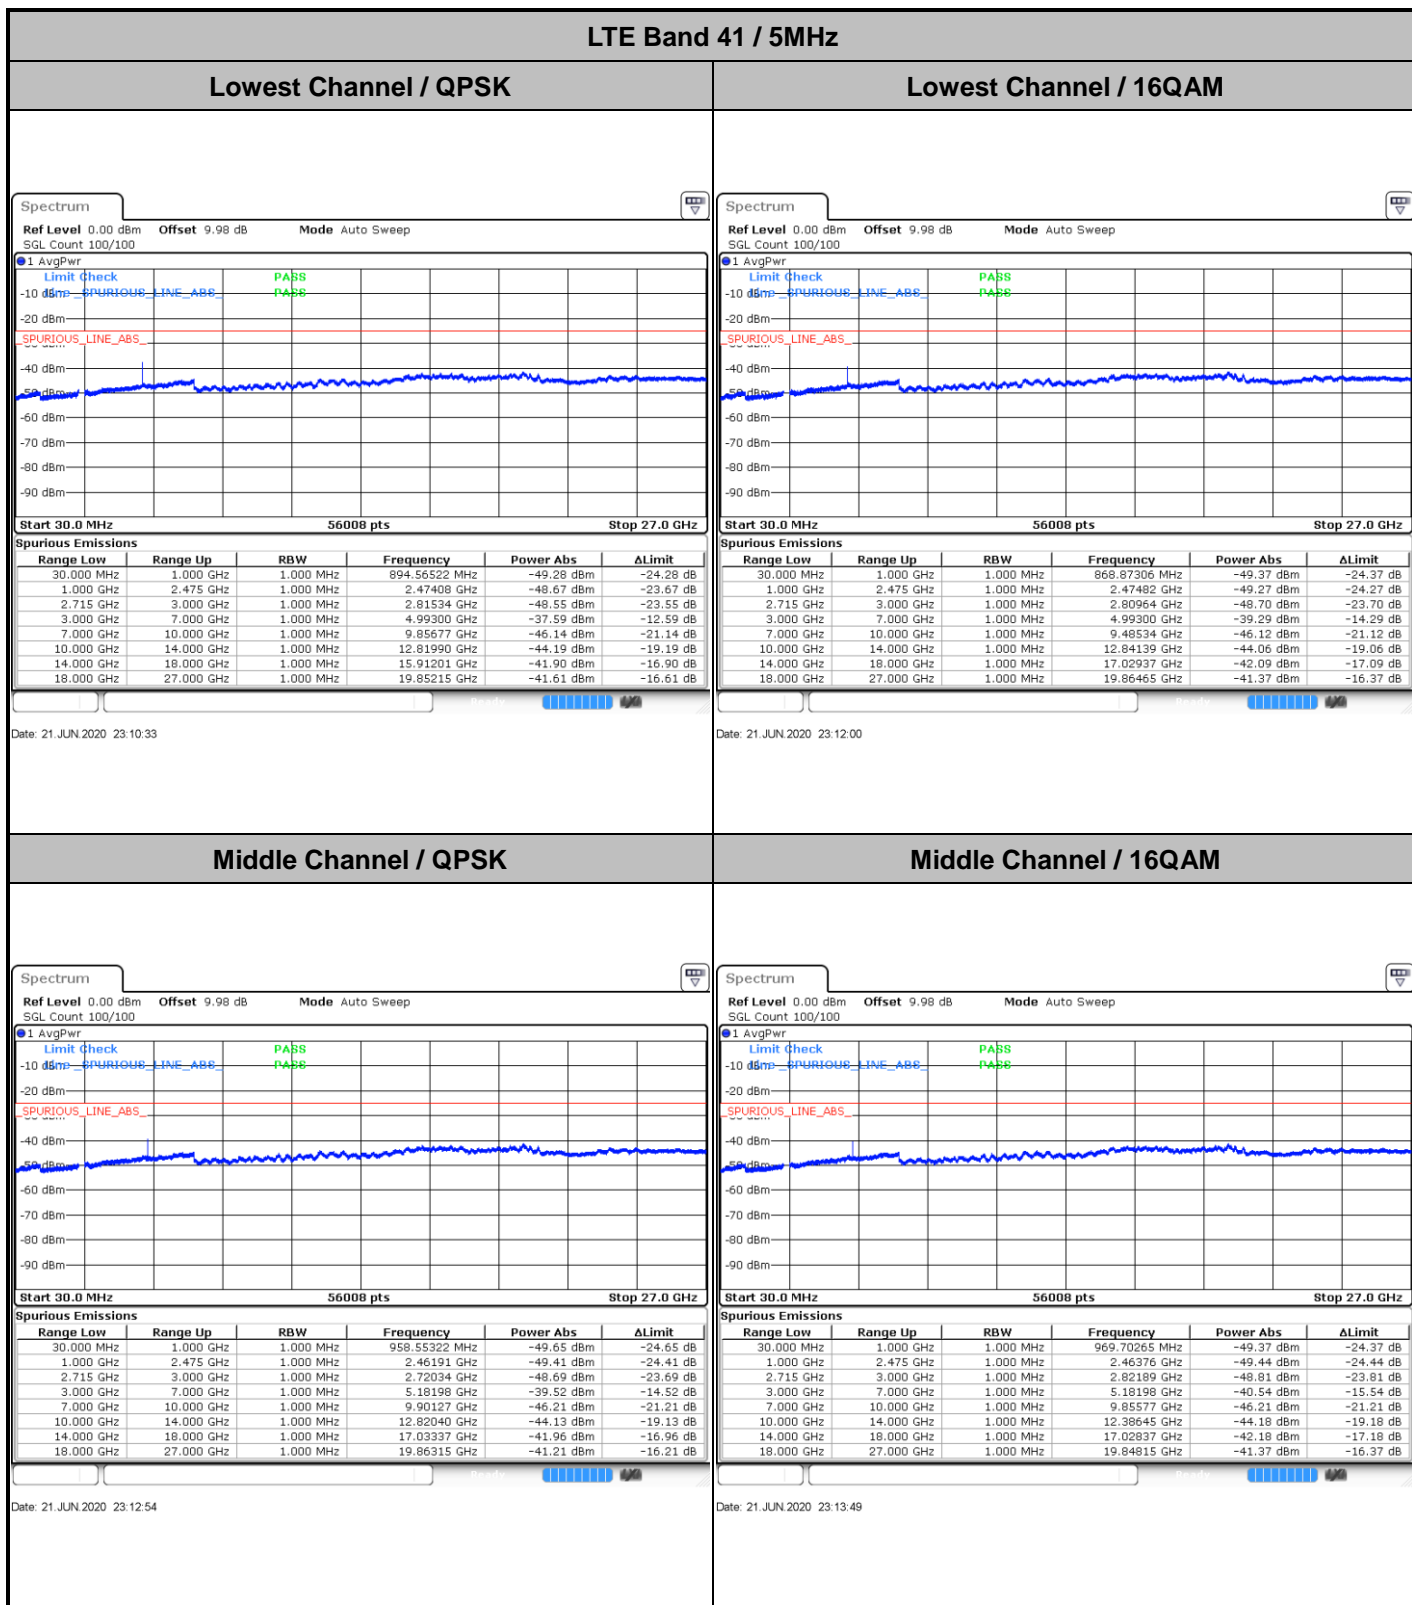 LTE Band 41 / 5MHz
Lowest Channel / QPSK
Lowest Channel / 16QAM
Spectrum
Ref Level 0.00 dBm Offset 9.98 dB Mode Auto Sweep
SGL Count 100/100
1 AvgPwr
Limit Check PASS
-10 dBm Line _SPURIOUS_LINE_ABS_ PASS
-20 dBm
_SPURIOUS_LINE_ABS_
-40 dBm
-50 dBm
-60 dBm
-70 dBm
-80 dBm
-90 dBm
Start 30.0 MHz 56008 pts Stop 27.0 GHz
Spurious Emissions
Range Low Range Up RBW Frequency Power Abs ΔLimit
30.000 MHz 1.000 GHz 1.000 MHz 894.56522 MHz -49.28 dBm -24.28 dB
1.000 GHz 2.475 GHz 1.000 MHz 2.47408 GHz -48.67 dBm -23.67 dB
2.715 GHz 3.000 GHz 1.000 MHz 2.81534 GHz -48.55 dBm -23.55 dB
3.000 GHz 7.000 GHz 1.000 MHz 4.99300 GHz -37.59 dBm -12.59 dB
7.000 GHz 10.000 GHz 1.000 MHz 9.85677 GHz -46.14 dBm -21.14 dB
10.000 GHz 14.000 GHz 1.000 MHz 12.81990 GHz -44.19 dBm -19.19 dB
14.000 GHz 18.000 GHz 1.000 MHz 15.91201 GHz -41.90 dBm -16.90 dB
18.000 GHz 27.000 GHz 1.000 MHz 19.85215 GHz -41.61 dBm -16.61 dB
Ready
Date: 21.JUN.2020 23:10:33
Spectrum
Ref Level 0.00 dBm Offset 9.98 dB Mode Auto Sweep
SGL Count 100/100
1 AvgPwr
Limit Check PASS
-10 dBm Line _SPURIOUS_LINE_ABS_ PASS
-20 dBm
_SPURIOUS_LINE_ABS_
-40 dBm
-50 dBm
-60 dBm
-70 dBm
-80 dBm
-90 dBm
Start 30.0 MHz 56008 pts Stop 27.0 GHz
Spurious Emissions
Range Low Range Up RBW Frequency Power Abs ΔLimit
30.000 MHz 1.000 GHz 1.000 MHz 868.87306 MHz -49.37 dBm -24.37 dB
1.000 GHz 2.475 GHz 1.000 MHz 2.47482 GHz -49.27 dBm -24.27 dB
2.715 GHz 3.000 GHz 1.000 MHz 2.80964 GHz -48.70 dBm -23.70 dB
3.000 GHz 7.000 GHz 1.000 MHz 4.99300 GHz -39.29 dBm -14.29 dB
7.000 GHz 10.000 GHz 1.000 MHz 9.48534 GHz -46.12 dBm -21.12 dB
10.000 GHz 14.000 GHz 1.000 MHz 12.84139 GHz -44.06 dBm -19.06 dB
14.000 GHz 18.000 GHz 1.000 MHz 17.02937 GHz -42.09 dBm -17.09 dB
18.000 GHz 27.000 GHz 1.000 MHz 19.86465 GHz -41.37 dBm -16.37 dB
Ready
Date: 21.JUN.2020 23:12:00
Middle Channel / QPSK
Middle Channel / 16QAM
Spectrum
Ref Level 0.00 dBm Offset 9.98 dB Mode Auto Sweep
SGL Count 100/100
1 AvgPwr
Limit Check PASS
-10 dBm Line _SPURIOUS_LINE_ABS_ PASS
-20 dBm
_SPURIOUS_LINE_ABS_
-40 dBm
-50 dBm
-60 dBm
-70 dBm
-80 dBm
-90 dBm
Start 30.0 MHz 56008 pts Stop 27.0 GHz
Spurious Emissions
Range Low Range Up RBW Frequency Power Abs ΔLimit
30.000 MHz 1.000 GHz 1.000 MHz 958.55322 MHz -49.65 dBm -24.65 dB
1.000 GHz 2.475 GHz 1.000 MHz 2.46191 GHz -49.41 dBm -24.41 dB
2.715 GHz 3.000 GHz 1.000 MHz 2.72034 GHz -48.69 dBm -23.69 dB
3.000 GHz 7.000 GHz 1.000 MHz 5.18198 GHz -39.52 dBm -14.52 dB
7.000 GHz 10.000 GHz 1.000 MHz 9.90127 GHz -46.21 dBm -21.21 dB
10.000 GHz 14.000 GHz 1.000 MHz 12.82040 GHz -44.13 dBm -19.13 dB
14.000 GHz 18.000 GHz 1.000 MHz 17.03337 GHz -41.96 dBm -16.96 dB
18.000 GHz 27.000 GHz 1.000 MHz 19.86315 GHz -41.21 dBm -16.21 dB
Ready
Date: 21.JUN.2020 23:12:54
Spectrum
Ref Level 0.00 dBm Offset 9.98 dB Mode Auto Sweep
SGL Count 100/100
1 AvgPwr
Limit Check PASS
-10 dBm Line _SPURIOUS_LINE_ABS_ PASS
-20 dBm
_SPURIOUS_LINE_ABS_
-40 dBm
-50 dBm
-60 dBm
-70 dBm
-80 dBm
-90 dBm
Start 30.0 MHz 56008 pts Stop 27.0 GHz
Spurious Emissions
Range Low Range Up RBW Frequency Power Abs ΔLimit
30.000 MHz 1.000 GHz 1.000 MHz 969.70265 MHz -49.37 dBm -24.37 dB
1.000 GHz 2.475 GHz 1.000 MHz 2.46376 GHz -49.44 dBm -24.44 dB
2.715 GHz 3.000 GHz 1.000 MHz 2.82189 GHz -48.81 dBm -23.81 dB
3.000 GHz 7.000 GHz 1.000 MHz 5.18198 GHz -40.54 dBm -15.54 dB
7.000 GHz 10.000 GHz 1.000 MHz 9.85577 GHz -46.21 dBm -21.21 dB
10.000 GHz 14.000 GHz 1.000 MHz 12.38645 GHz -44.18 dBm -19.18 dB
14.000 GHz 18.000 GHz 1.000 MHz 17.02837 GHz -42.18 dBm -17.18 dB
18.000 GHz 27.000 GHz 1.000 MHz 19.84815 GHz -41.37 dBm -16.37 dB
Ready
Date: 21.JUN.2020 23:13:49